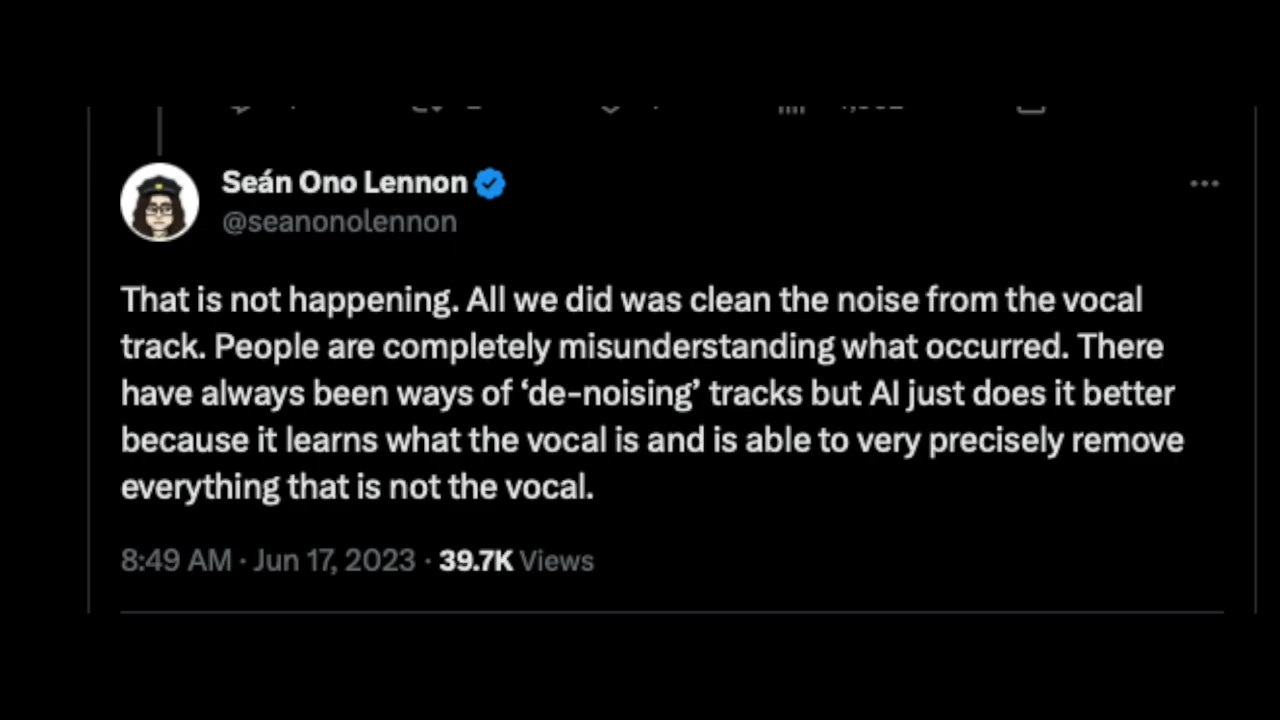 Seán Ono Lennon
@seanonolennon
That is not happening. All we did was clean the noise from the vocal
track. People are completely misunderstanding what occurred. There
have always been ways of ‘de-noising’ tracks but AI just does it better
because it learns what the vocal is and is able to very precisely remove
everything that is not the vocal.
8:49 AM · Jun 17, 2023 · 39.7K Views